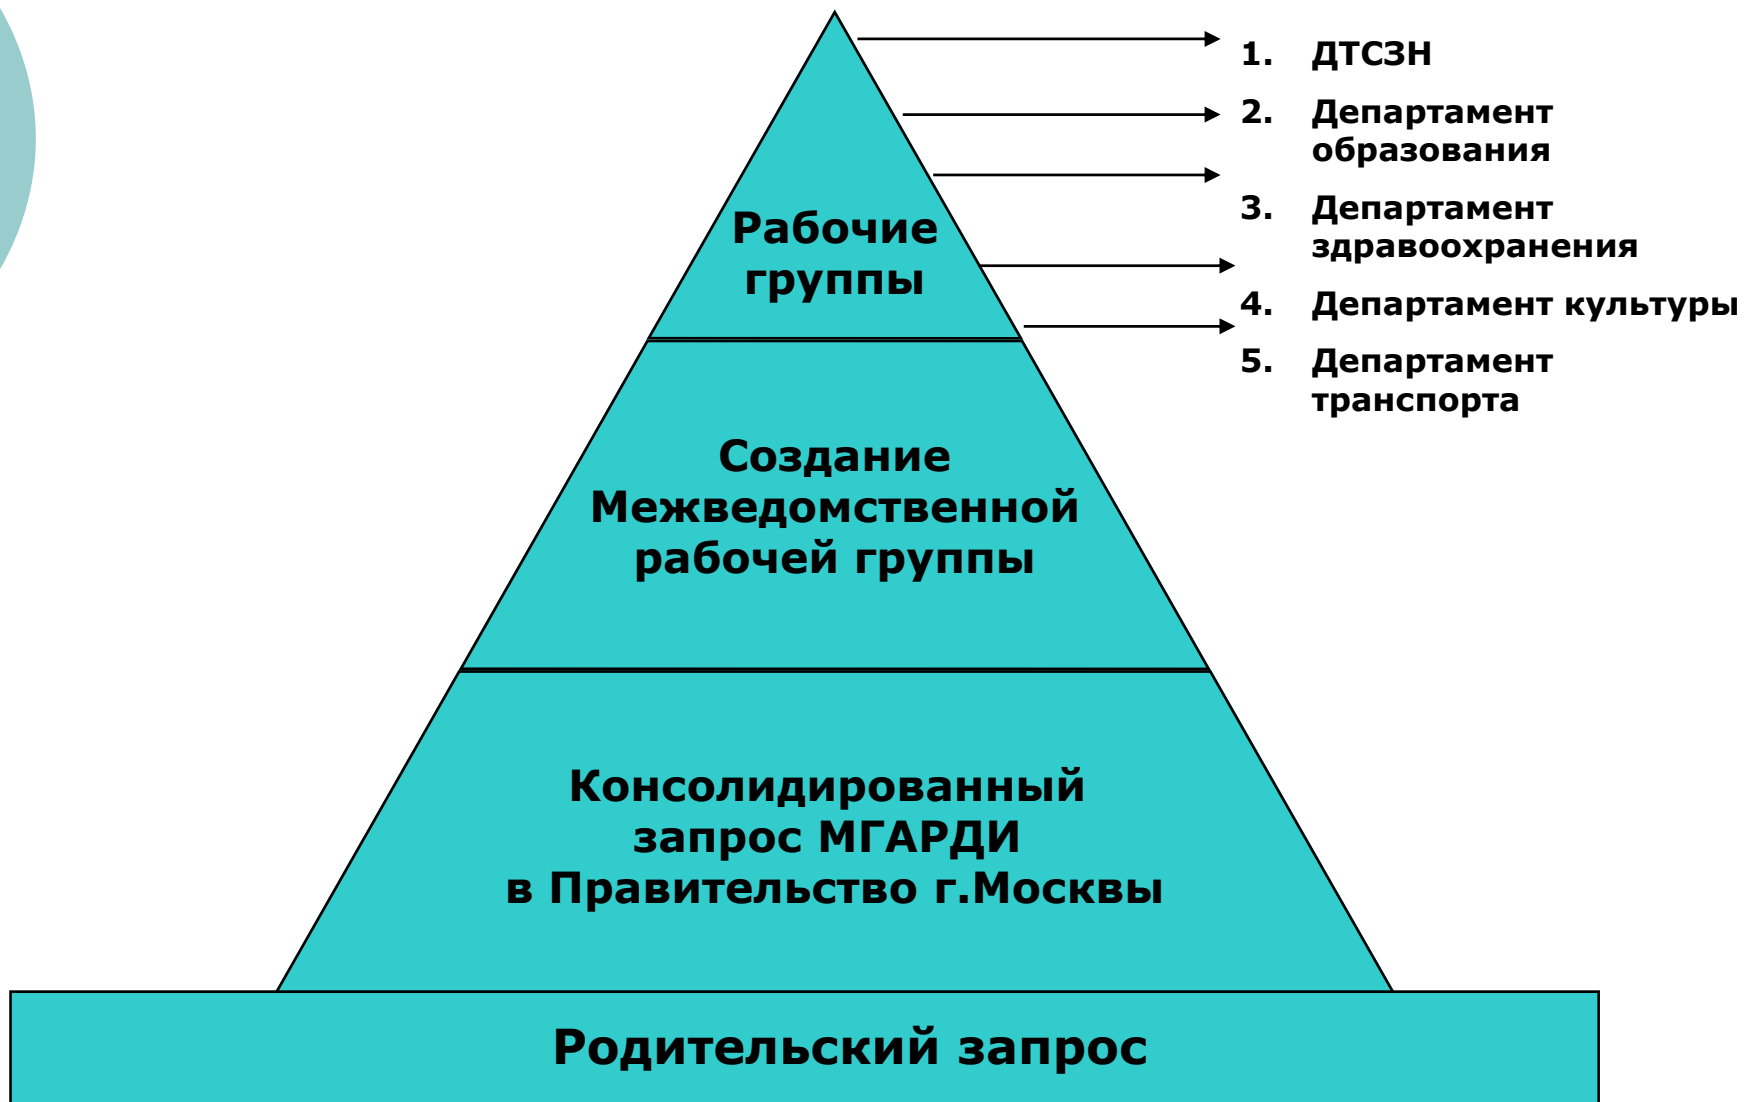 1. ДТСЗН
2. Департамент
образования
3. Департамент
здравоохранения
4. Департамент культуры
5. Департамент
транспорта
Рабочие
группы
Создание
Межведомственной
рабочей группы
Консолидированный
запрос МГАРДИ
в Правительство г.Москвы
Родительский запрос